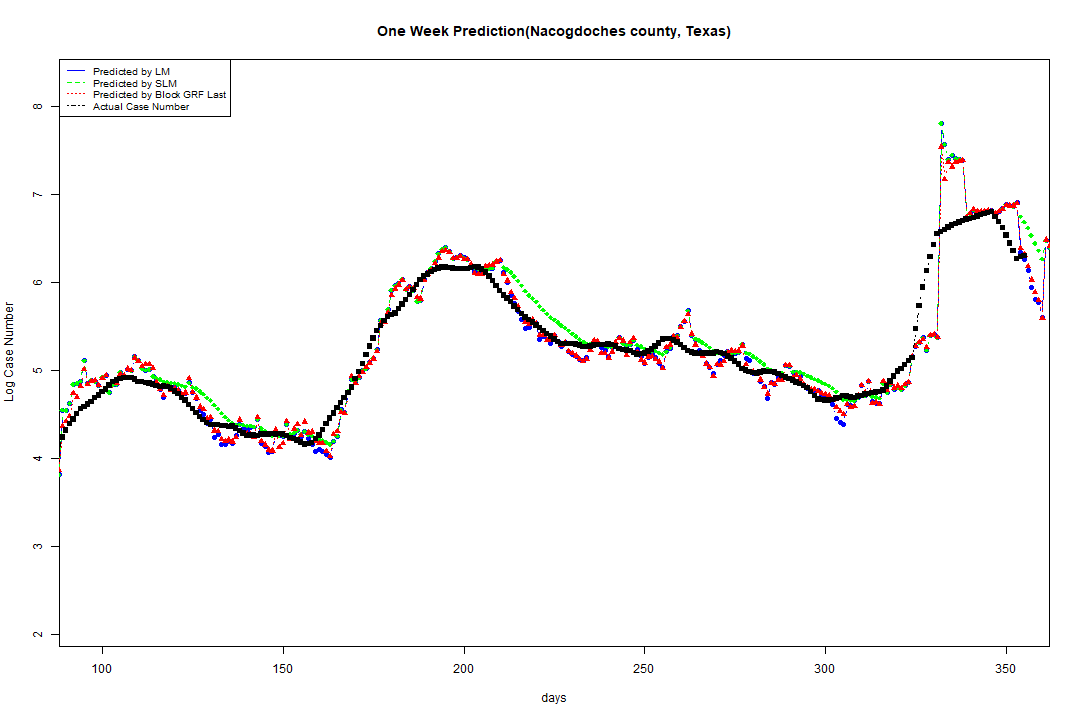 One Week Prediction(Nacogdoches county, Texas)
Predicted by LM
Predicted by SLM
Predicted by Block GRF Last
Actual Case Number
8
7
6
5
4
3
2
Log Case Number
100 150 200 250 300 350
days